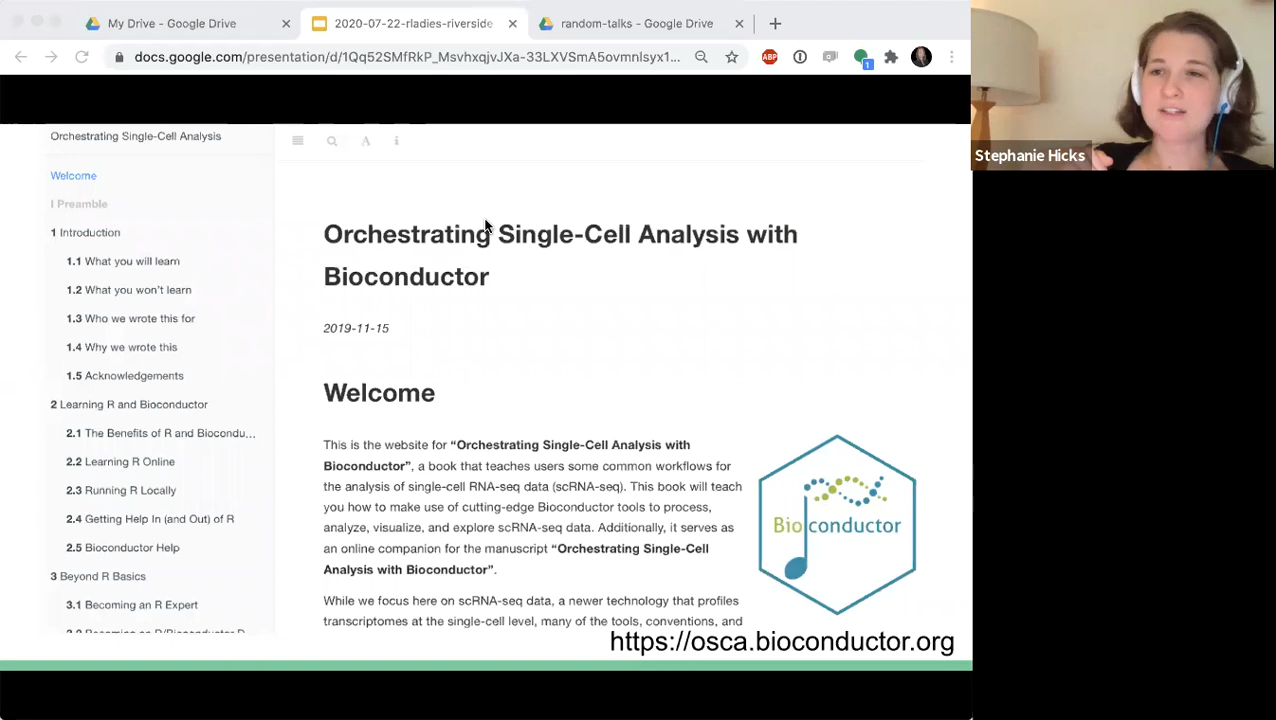 My Drive - Google Drive
2020-07-22-rladies-riverside
random-talks - Google Drive
docs.google.com/presentation/d/1Qq52SMfRkP_MsvhxqjvJXa-33LXVSmA5ovmnlsyx1...
ABP
1
Stephanie Hicks
Orchestrating Single-Cell Analysis
Welcome
I Preamble
1 Introduction
1.1 What you will learn
1.2 What you won't learn
1.3 Who we wrote this for
1.4 Why we wrote this
1.5 Acknowledgements
2 Learning R and Bioconductor
2.1 The Benefits of R and Biocondu...
2.2 Learning R Online
2.3 Running R Locally
2.4 Getting Help In (and Out) of R
2.5 Bioconductor Help
3 Beyond R Basics
3.1 Becoming an R Expert
A
i
Orchestrating Single-Cell Analysis with
Bioconductor
2019-11-15
Welcome
This is the website for “Orchestrating Single-Cell Analysis with
Bioconductor”, a book that teaches users some common workflows for
the analysis of single-cell RNA-seq data (scRNA-seq). This book will teach
you how to make use of cutting-edge Bioconductor tools to process,
analyze, visualize, and explore scRNA-seq data. Additionally, it serves as
an online companion for the manuscript “Orchestrating Single-Cell
Analysis with Bioconductor”.
While we focus here on scRNA-seq data, a newer technology that profiles
transcriptomes at the single-cell level, many of the tools, conventions, and
Bioconductor
https://osca.bioconductor.org